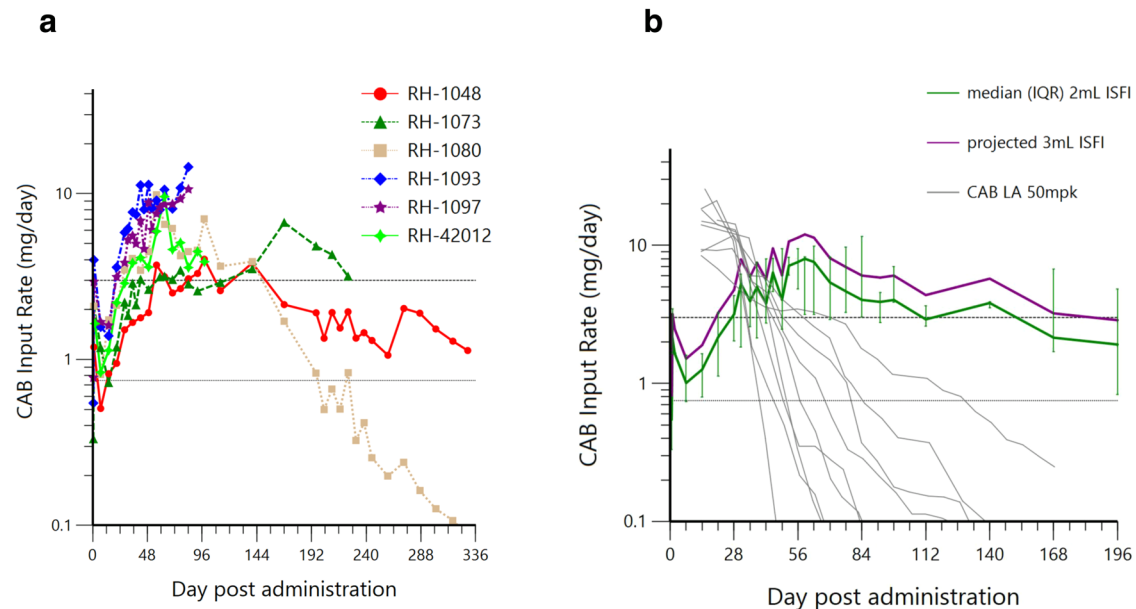 a
CAB Input Rate (mg/day)
10
1
0.1
0 48 96 144 192 240 288 336
Day post administration
RH-1048
RH-1073
RH-1080
RH-1093
RH-1097
RH-42012
b
CAB Input Rate (mg/day)
10
1
0.1
0 28 56 84 112 140 168 196
Day post administration
median (IQR) 2mL ISFI
projected 3mL ISFI
CAB LA 50mpk